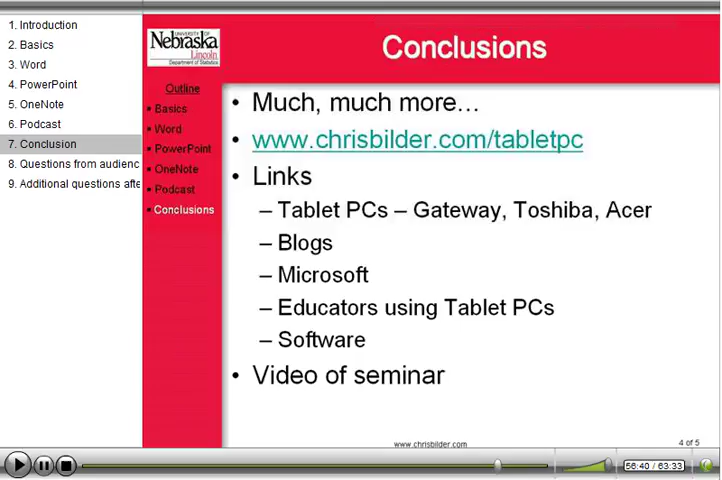 1. Introduction
2. Basics
3. Word
4. PowerPoint
5. OneNote
6. Podcast
7. Conclusion
8. Questions from audienc
9. Additional questions afte
UNIVERSITY OF
Nebraska
Lincoln
Department of Statistics
Outline
Basics
Word
PowerPoint
OneNote
Podcast
Conclusions
Conclusions
• Much, much more…
• www.chrisbilder.com/tabletpc
• Links
– Tablet PCs – Gateway, Toshiba, Acer
– Blogs
– Microsoft
– Educators using Tablet PCs
– Software
• Video of seminar
www.chrisbilder.com
4 of 5
56:40 / 63:33